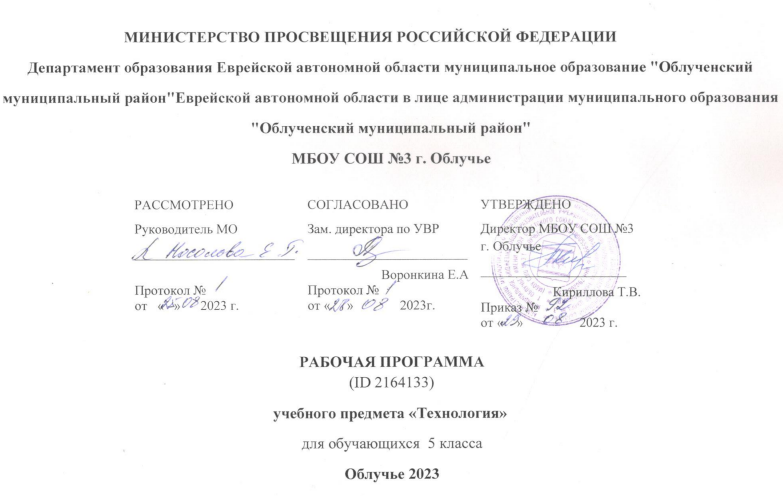 МИНИСТЕРСТВО ПРОСВЕЩЕНИЯ РОССИЙСКОЙ ФЕДЕРАЦИИ
Департамент образования Еврейской автономной области муниципальное образование "Облученский
муниципальный район"Еврейской автономной области в лице администрации муниципального образования
"Облученский муниципальный район"
МБОУ СОШ №3 г. Облучье
РАССМОТРЕНО
Руководитель МО
Носолова Е Г.
Протокол № 1
от «25»08 2023 г.
СОГЛАСОВАНО
Зам. директора по УВР
Воронкина Е.А
Протокол № 1
от «28» 08 2023г.
УТВЕРЖДЕНО
Директор МБОУ СОШ №3
г. Облучье
Кириллова Т.В.
Приказ № 92
от «29» 08 2023 г.
РАБОЧАЯ ПРОГРАММА
(ID 2164133)
учебного предмета «Технология»
для обучающихся 5 класса
Облучье 2023